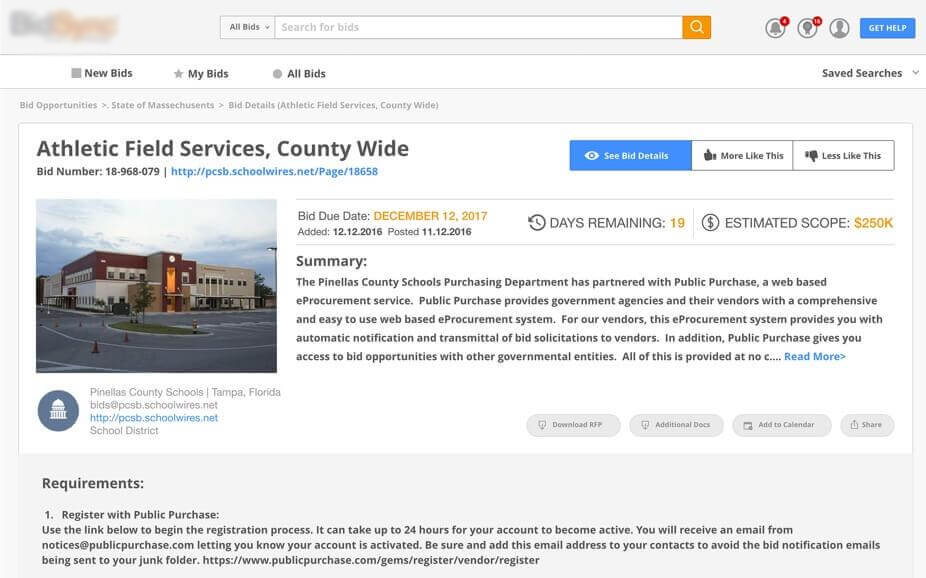 All Bids
Search for bids
4
GET HELP
New Bids
My Bids
All Bids
Saved Searches
Bid Opportunities >. State of Massechusents > Bid Details (Athletic Field Services, County Wide)
Athletic Field Services, County Wide
Bid Number: 18-968-079 | http://pcsb.schoolwires.net/Page/18658
See Bid Details
More Like This
Less Like This
Bid Due Date: DECEMBER 12, 2017
Added: 12.12.2016 Posted 11.12.2016
DAYS REMAINING: 19
ESTIMATED SCOPE: $250K
Summary:
The Pinellas County Schools Purchasing Department has partnered with Public Purchase, a web based
eProcurement service. Public Purchase provides government agencies and their vendors with a comprehensive
and easy to use web based eProcurement system. For our vendors, this eProcurement system provides you with
automatic notification and transmittal of bid solicitations to vendors. In addition, Public Purchase gives you
access to bid opportunities with other governmental entities. All of this is provided at no c.... Read More>
Pinellas County Schools | Tampa, Florida
bids@pcsb.schoolwires.net
http://pcsb.schoolwires.net
School District
Download RFP
Additional Docs
Add to Calendar
Share
Requirements:
1. Register with Public Purchase:
Use the link below to begin the registration process. It can take up to 24 hours for your account to become active. You will receive an email from
notices@publicpurchase.com letting you know your account is activated. Be sure and add this email address to your contacts to avoid the bid notification emails
being sent to your junk folder. https://www.publicpurchase.com/gems/register/vendor/register